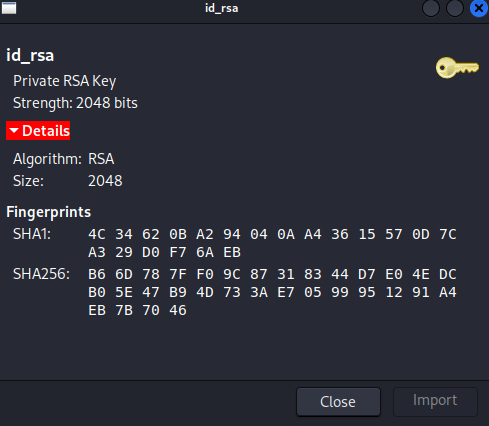 id_rsa
id_rsa
Private RSA Key
Strength: 2048 bits
Details
Algorithm: RSA
Size: 2048
Fingerprints
SHA1: 4C 34 62 0B A2 94 04 0A A4 36 15 57 0D 7C
A3 29 D0 F7 6A EB
SHA256: B6 6D 78 7F F0 9C 87 31 83 44 D7 E0 4E DC
B0 5E 47 B9 4D 73 3A E7 05 99 95 12 91 A4
EB 7B 70 46
Close Import